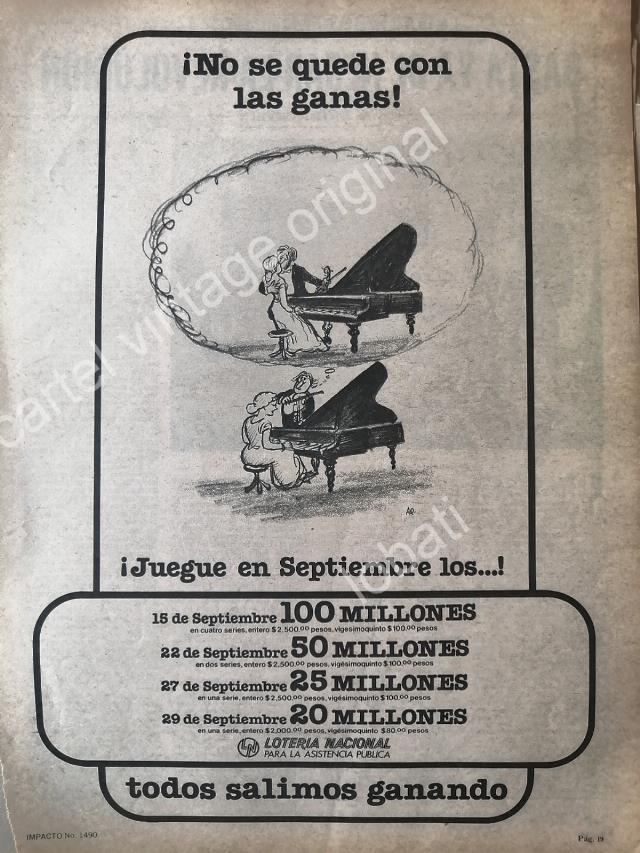 ¡No se quede con
las ganas!
cartel vintage original
lobati
AR.
¡Juegue en Septiembre los...!
15 de Septiembre 100 MILLONES
en cuatro series, entero $2,500.00 pesos, vigésimoquinto $100.00 pesos
22 de Septiembre 50 MILLONES
en dos series, entero $2,500.00 pesos, vigésimoquinto $100.00 pesos
27 de Septiembre 25 MILLONES
en una serie, entero $2,500.00 pesos, vigésimoquinto $100.00 pesos
29 de Septiembre 20 MILLONES
en una serie, entero $2,000.00 pesos, vigésimoquinto $80.00 pesos
LN LOTERIA NACIONAL
PARA LA ASISTENCIA PUBLICA
todos salimos ganando
IMPACTO No. 1490
Pág. 19